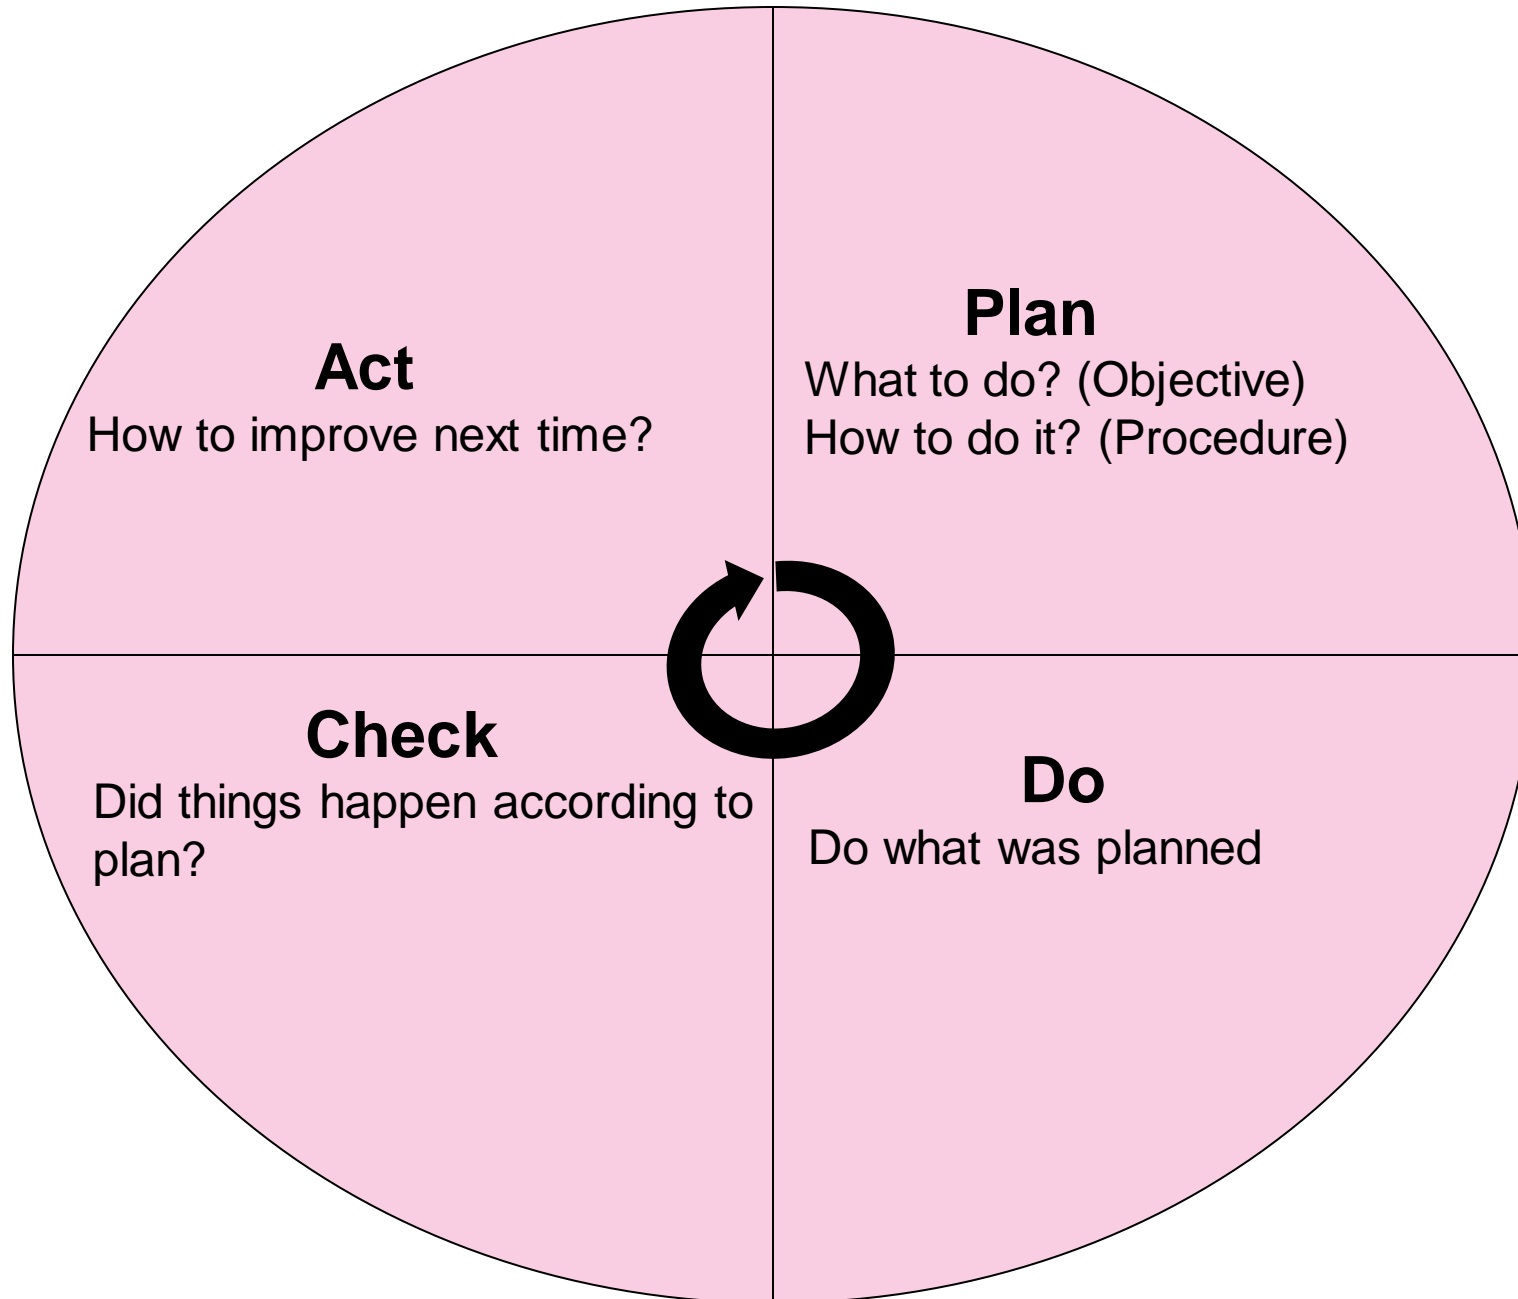 Plan
What to do? (Objective)
How to do it? (Procedure)
Do
Do what was planned
Check
Did things happen according to
plan?
Act
How to improve next time?